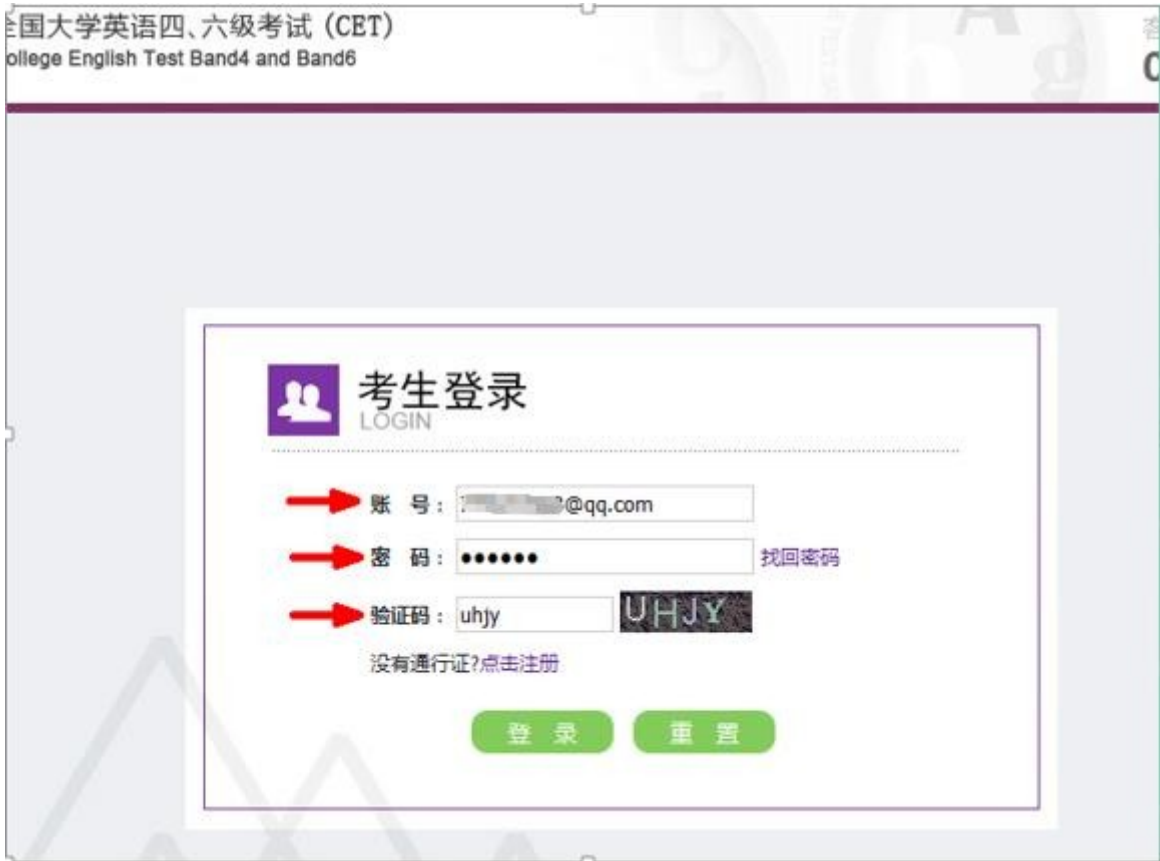 国大学英语四、六级考试 (CET)
ollege English Test Band4 and Band6
考生登录
LOGIN
账 号: @qq.com
密 码: ●●●●●● 找回密码
验证码: uhjy UHJY
没有通行证?点击注册
登 录 重 置